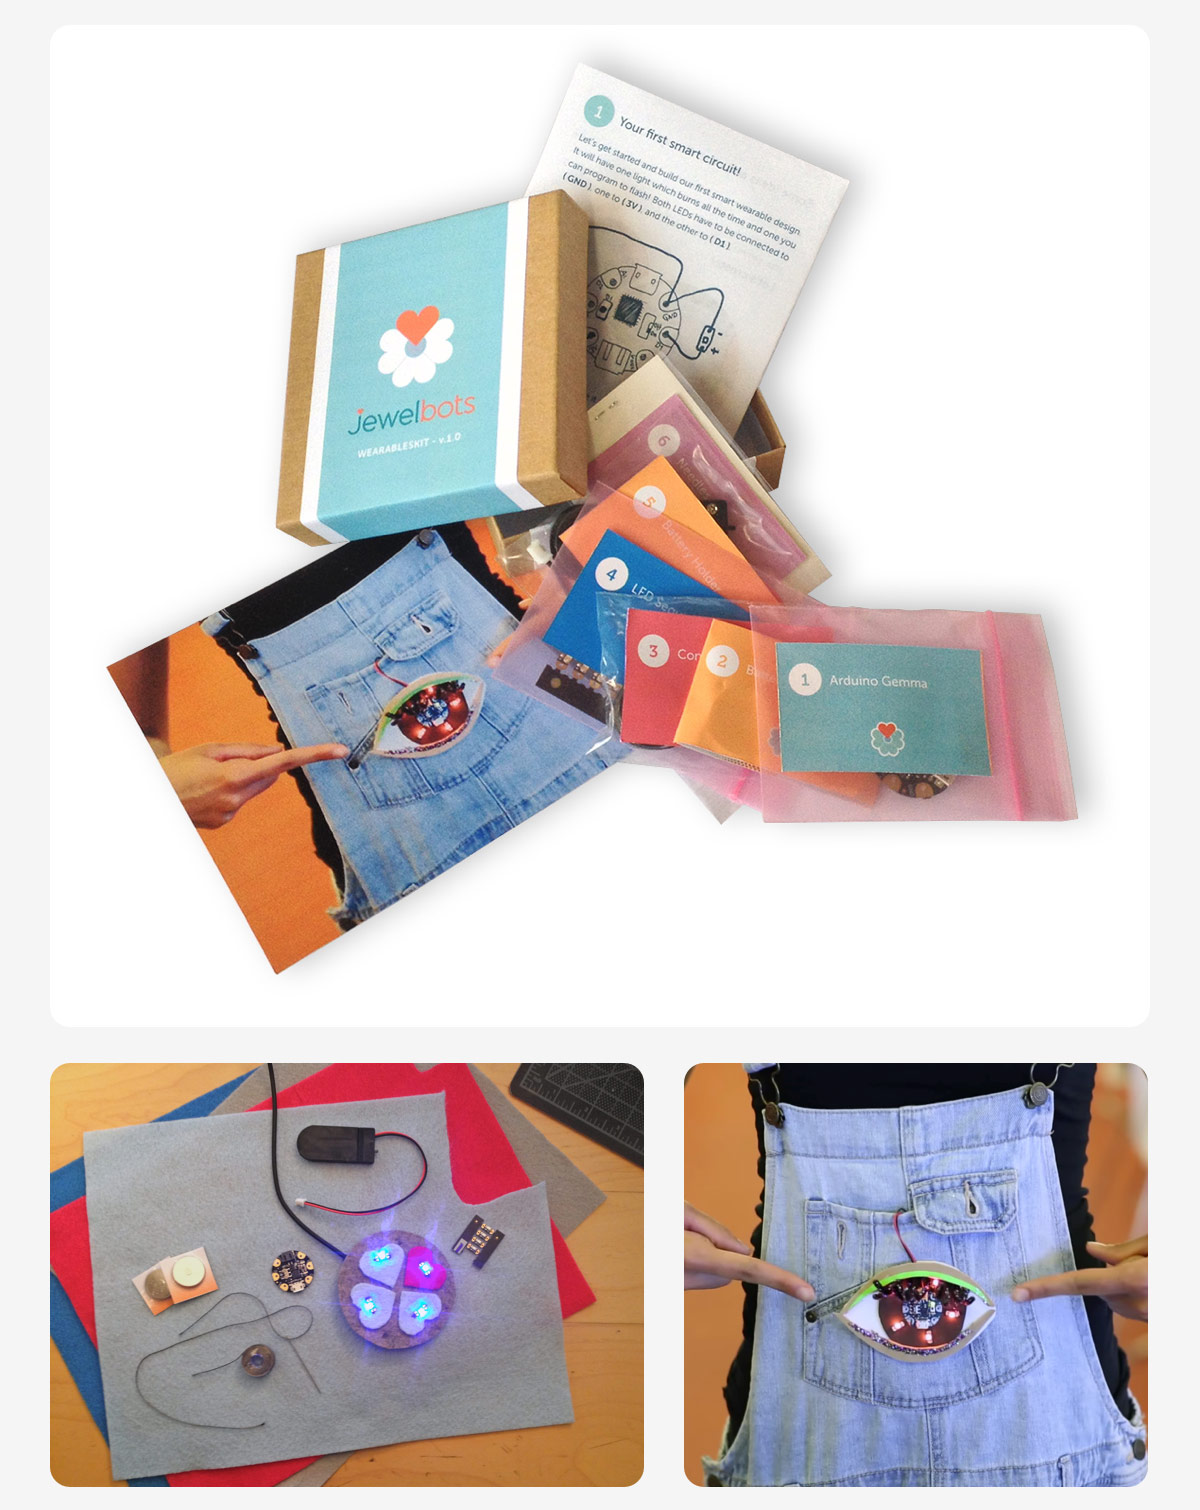 1
Your first smart circuit!
Let's get started and build our first smart wearable design.
It will have one light which burns all the time and one you
can program to flash! Both LEDs have to be connected to
(GND), one to (3V), and the other to (D1)
GND
D1
jewelbots
WEARABLESKIT - v.1.0
6
Needle
5
Battery Holder
4
LED Seq
3
Con
2
B
1
Arduino Gemma